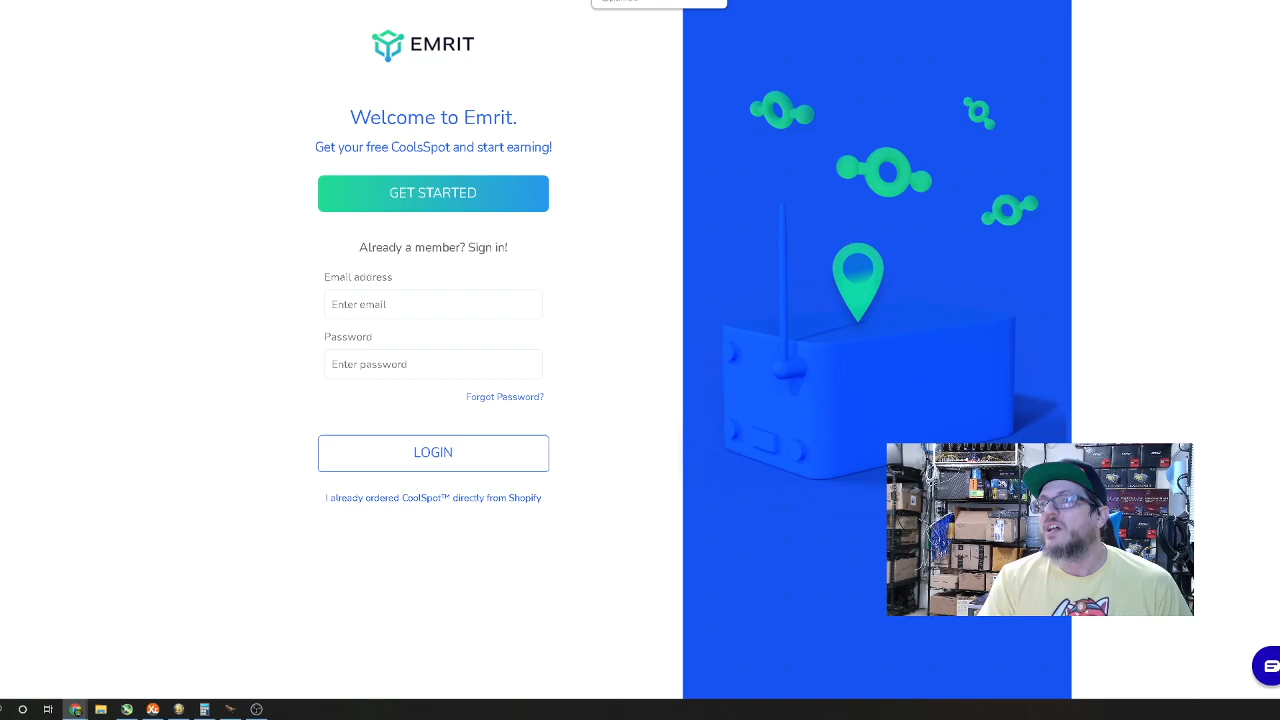 EMRIT
Welcome to Emrit.
Get your free CoolsSpot and start earning!
GET STARTED
Already a member? Sign in!
Email address
Enter email
Password
Enter password
Forgot Password?
LOGIN
I already ordered CoolSpot™ directly from Shopify